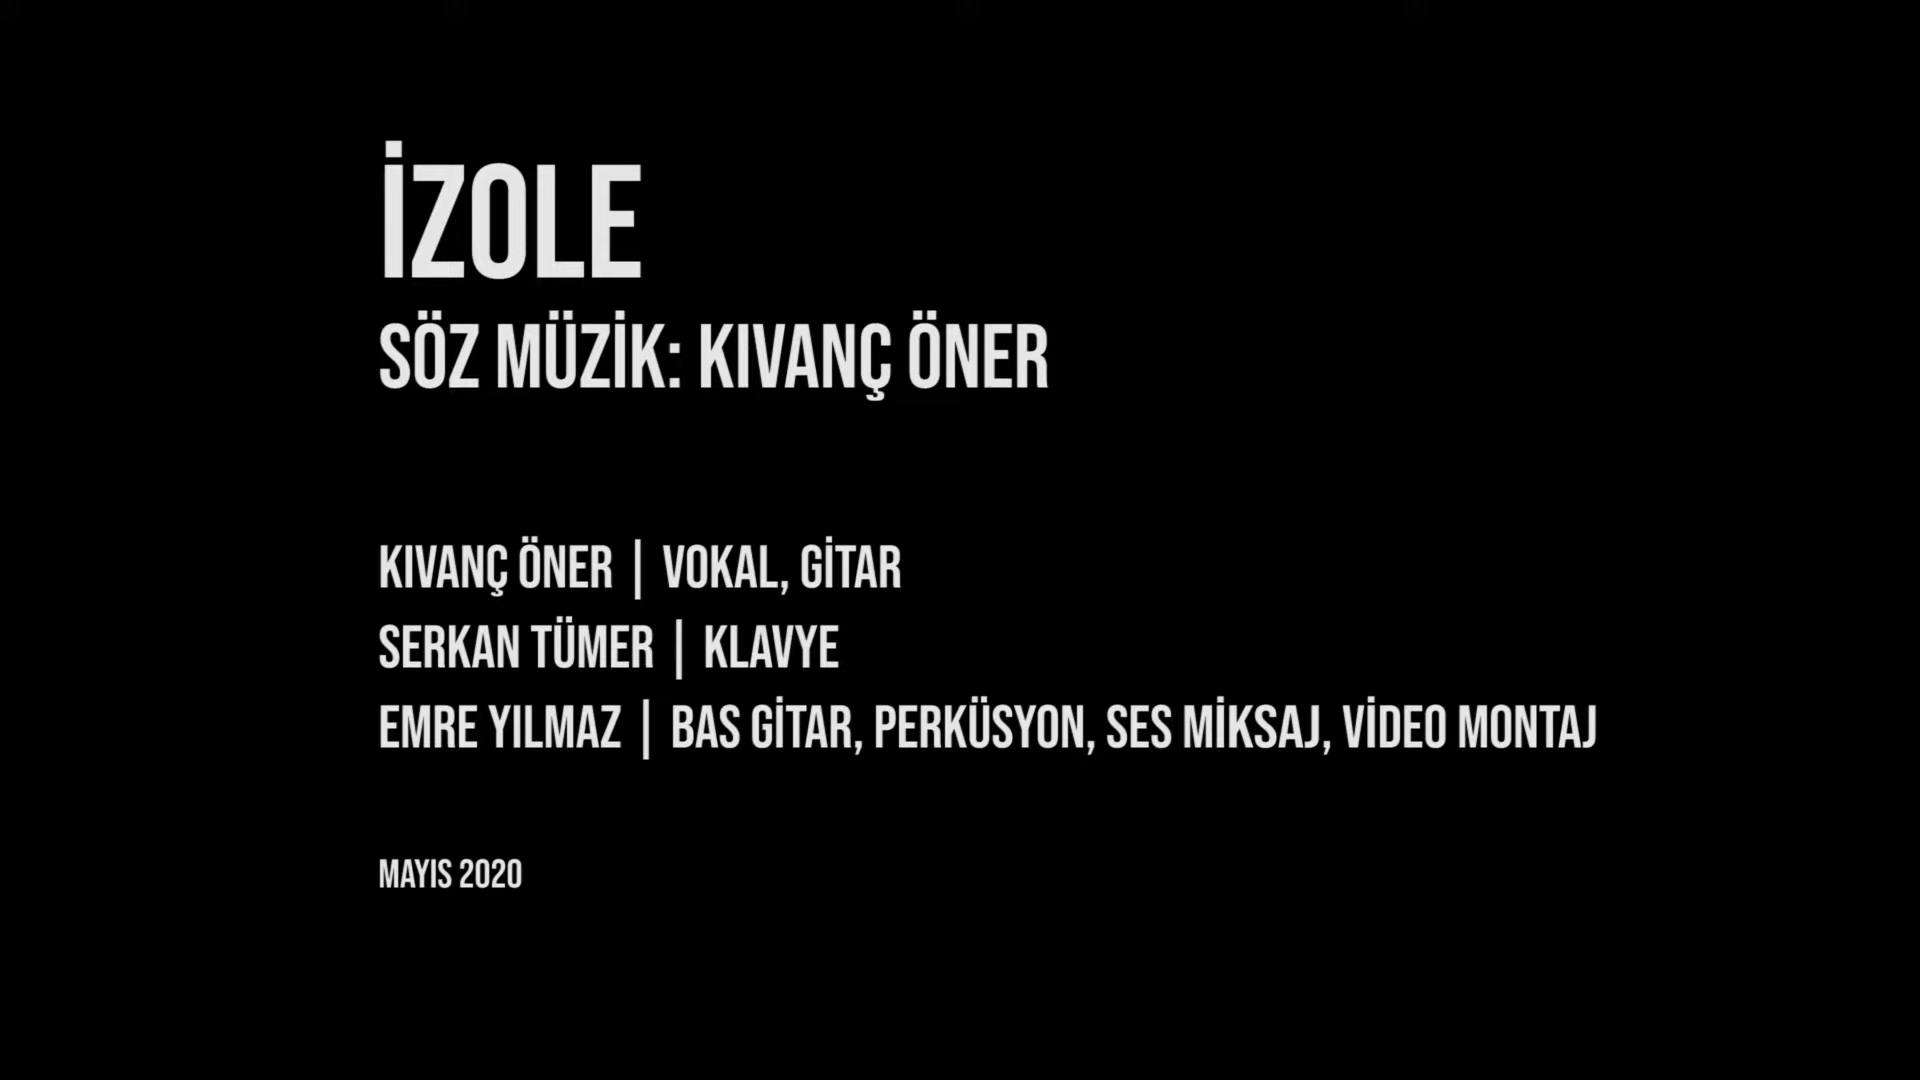 İZOLE
SÖZ MÜZİK: KIVANÇ ÖNER
KIVANÇ ÖNER | VOKAL, GİTAR
SERKAN TÜMER | KLAVYE
EMRE YILMAZ | BAS GİTAR, PERKÜSYON, SES MİKSAJ, VİDEO MONTAJ
MAYIS 2020